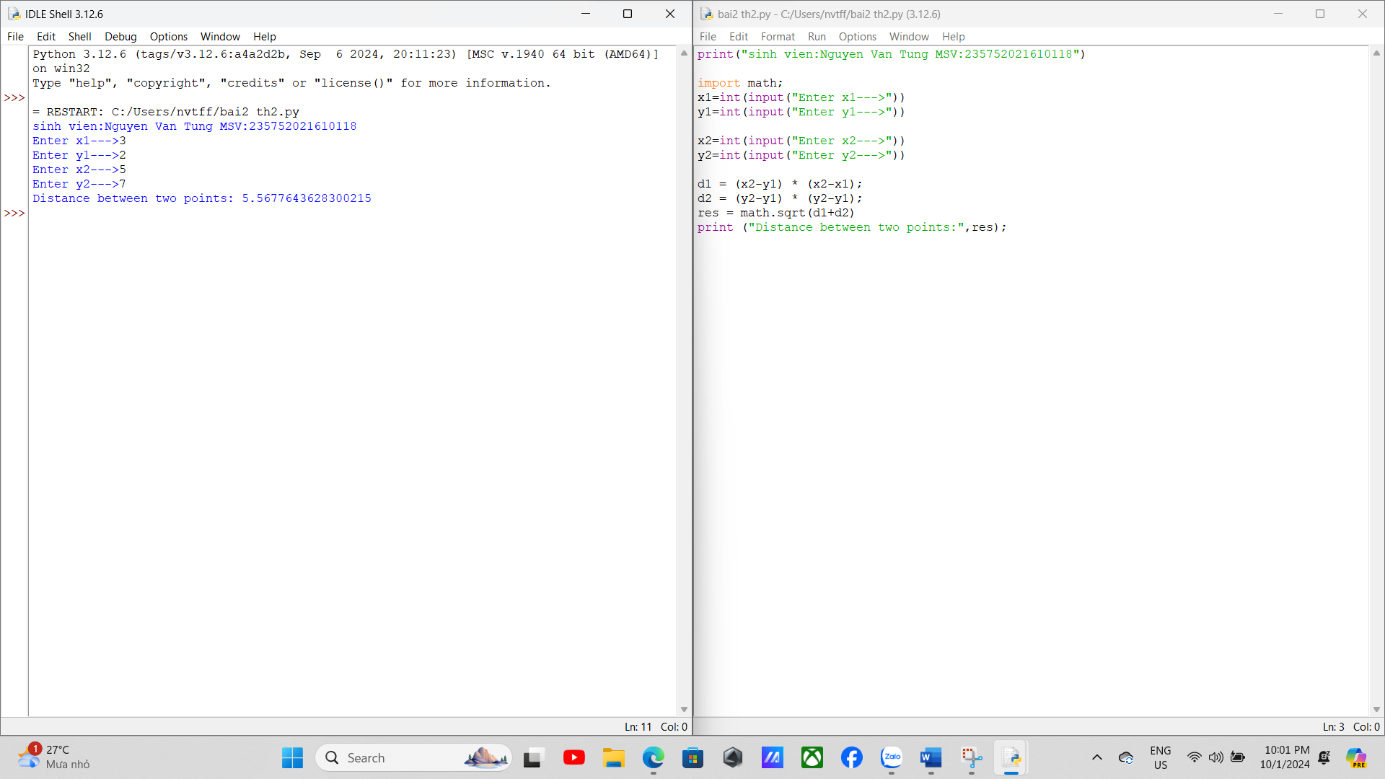 IDLE Shell 3.12.6
File Edit Shell Debug Options Window Help
Python 3.12.6 (tags/v3.12.6:a4a2d2b, Sep  6 2024, 20:11:23) [MSC v.1940 64 bit (AMD64)]
on win32
Type "help", "copyright", "credits" or "license()" for more information.
>>>
= RESTART: C:/Users/nvtff/bai2 th2.py
sinh vien:Nguyen Van Tung MSV:235752021610118
Enter x1--->3
Enter y1--->2
Enter x2--->5
Enter y2--->7
Distance between two points: 5.5677643628300215
>>>
Ln: 11 Col: 0
bai2 th2.py - C:/Users/nvtff/bai2 th2.py (3.12.6)
File Edit Format Run Options Window Help
print("sinh vien:Nguyen Van Tung MSV:235752021610118")
import math;
x1=int(input("Enter x1--->"))
y1=int(input("Enter y1--->"))
x2=int(input("Enter x2--->"))
y2=int(input("Enter y2--->"))
d1 = (x2-y1) * (x2-x1);
d2 = (y2-y1) * (y2-y1);
res = math.sqrt(d1+d2)
print ("Distance between two points:",res);
Ln: 3 Col: 0
1
27°C
Mưa nhỏ
Search
Zalo
W
ENG
US
10:01 PM
10/1/2024
PRE